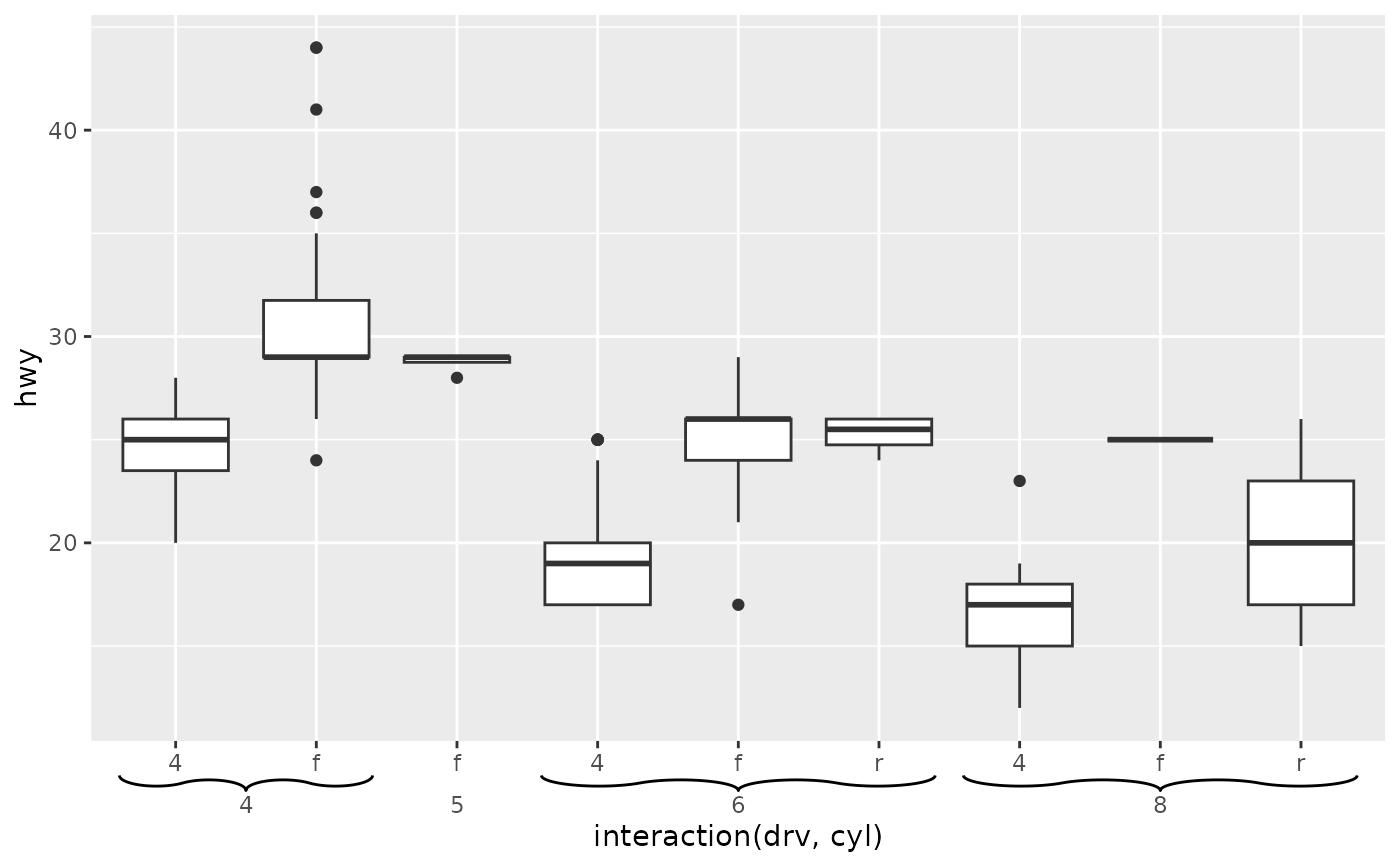 hwy
40
30
20
4 f f 4 f r 4 f r
4 5 6 8
interaction(drv, cyl)